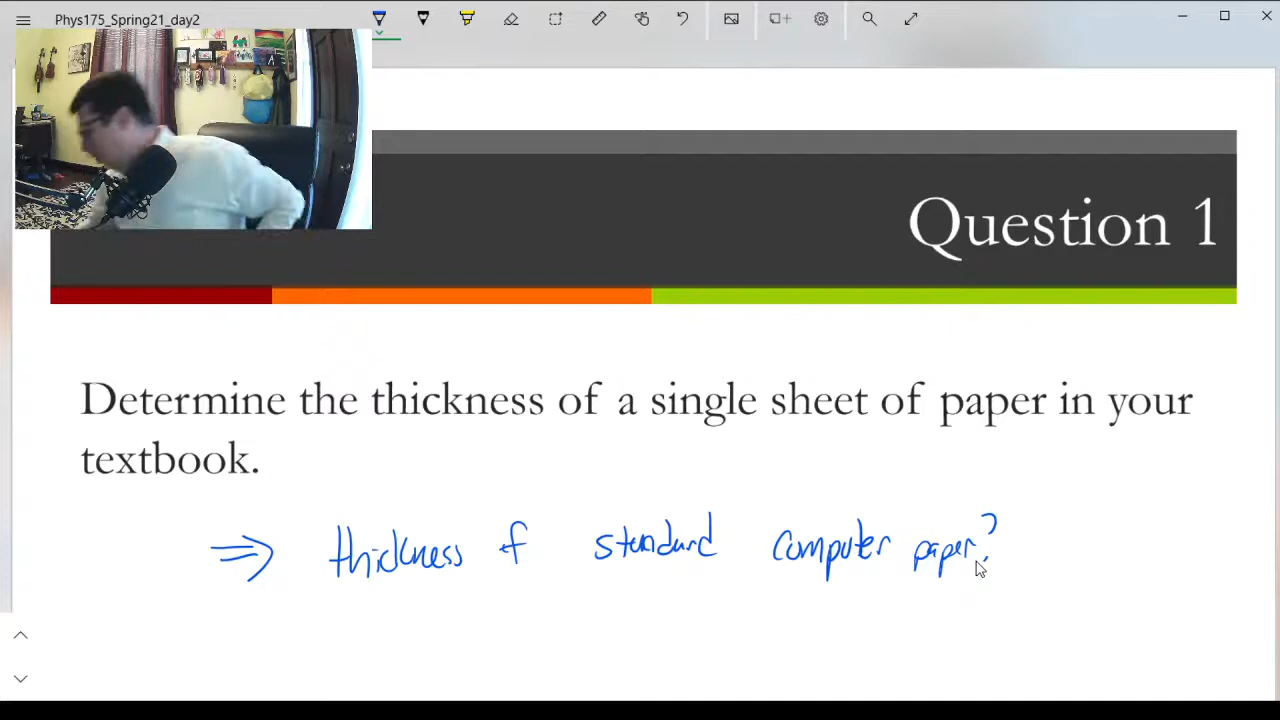 Phys175_Spring21_day2
Question 1
Determine the thickness of a single sheet of paper in your
textbook.
⇒ thickness of standard computer paper?